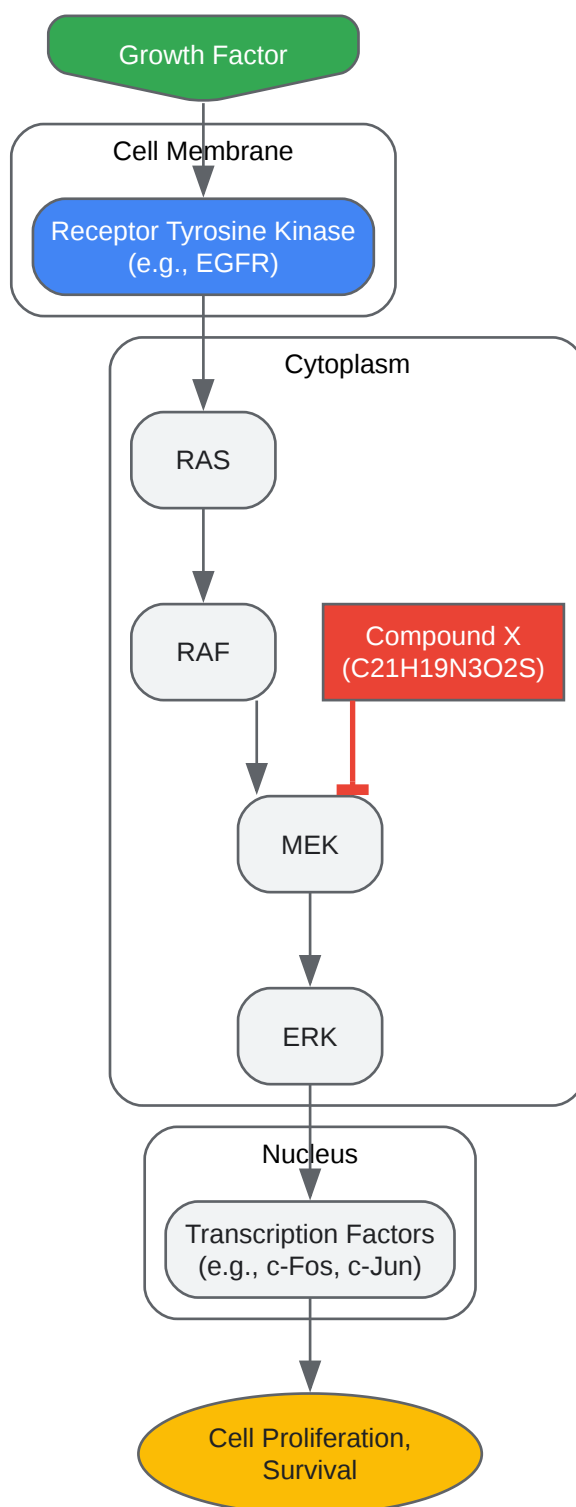 Growth Factor
Cell Membrane
Receptor Tyrosine Kinase
(e.g., EGFR)
Cytoplasm
RAS
RAF
Compound X
(C21H19N3O2S)
MEK
ERK
Nucleus
Transcription Factors
(e.g., c-Fos, c-Jun)
Cell Proliferation,
Survival